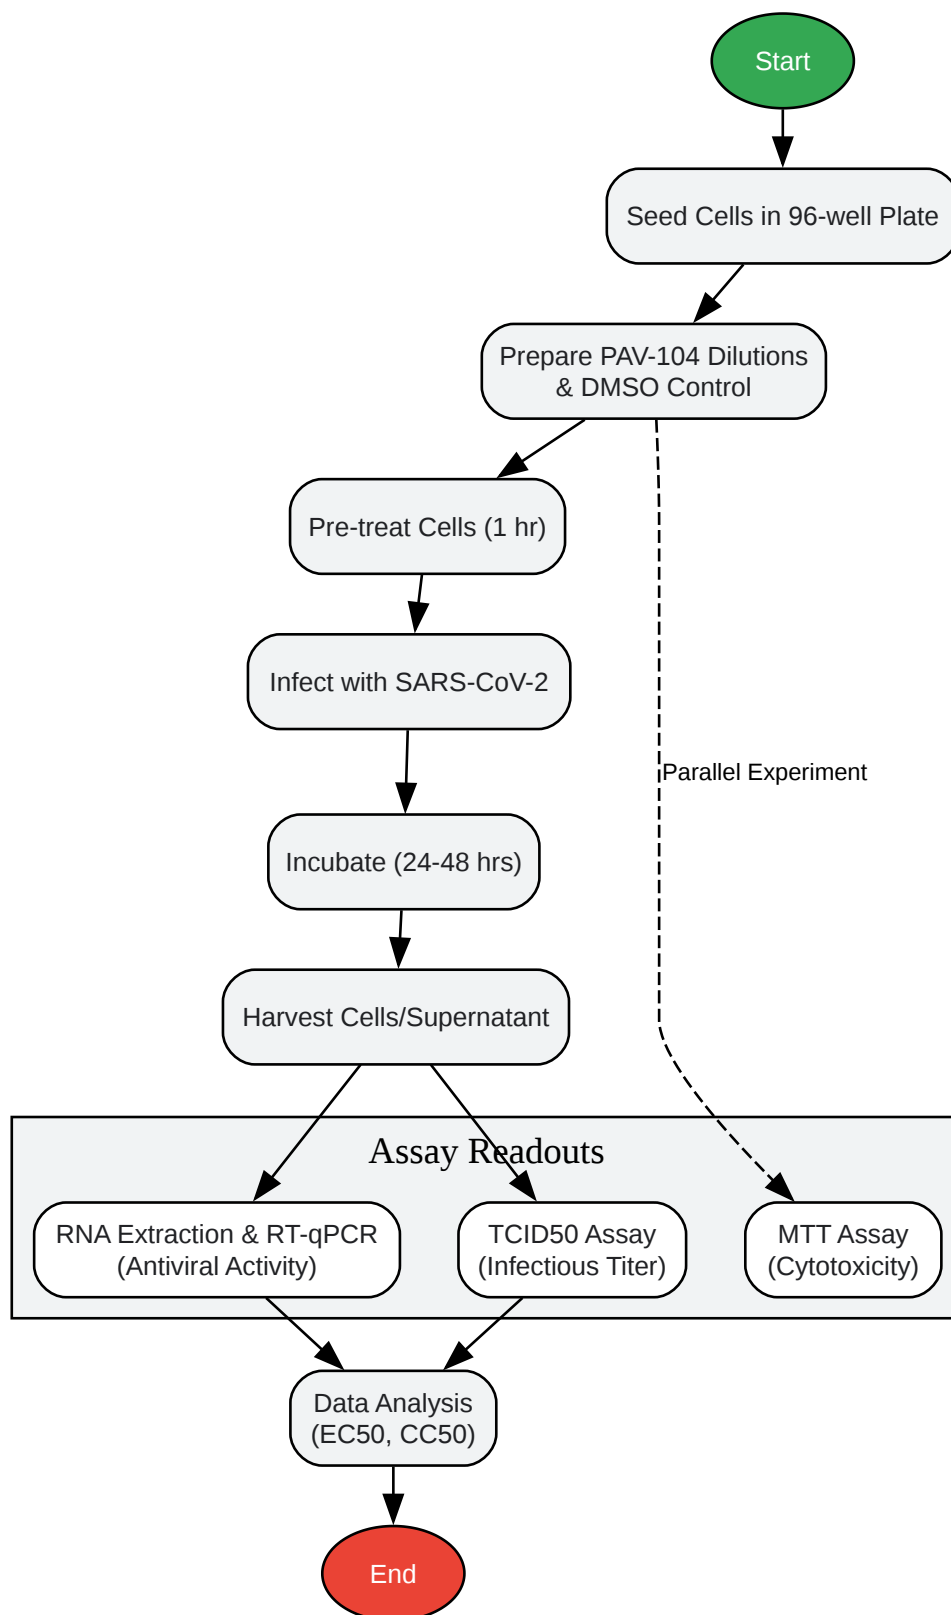 Start
Seed Cells in 96-well Plate
Prepare PAV-104 Dilutions
& DMSO Control
Pre-treat Cells (1 hr)
Infect with SARS-CoV-2
Parallel Experiment
Incubate (24-48 hrs)
Harvest Cells/Supernatant
Assay Readouts
RNA Extraction & RT-qPCR
(Antiviral Activity)
TCID50 Assay
(Infectious Titer)
MTT Assay
(Cytotoxicity)
Data Analysis
(EC50, CC50)
End